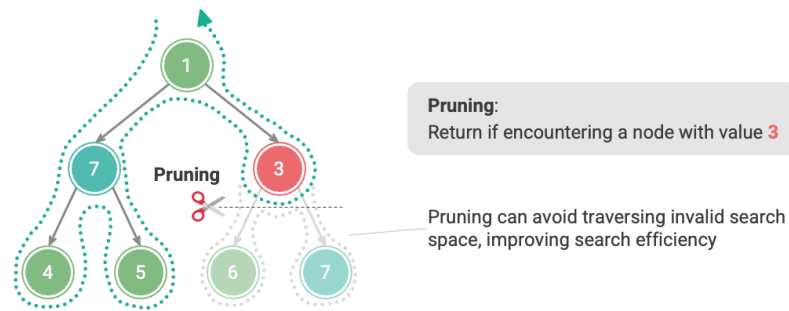 1
Pruning:
Return if encountering a node with value 3
7
Pruning
3
Pruning can avoid traversing invalid search
space, improving search efficiency
4
5
6
7